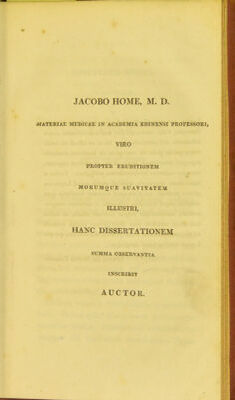 JACOBO HOME, M. D.
MATERIAE MEDICAE IN ACADEMIA EDINENSI PROFESSORI,
VIRO
PROPTER ERUDITIONEM
MORUMQUE SUAVITATEM
ILLUSTRI,
HANC DISSERTATIONEM
SUMMA OBSERVANTIA
INSCRIBIT
AUCTOR.